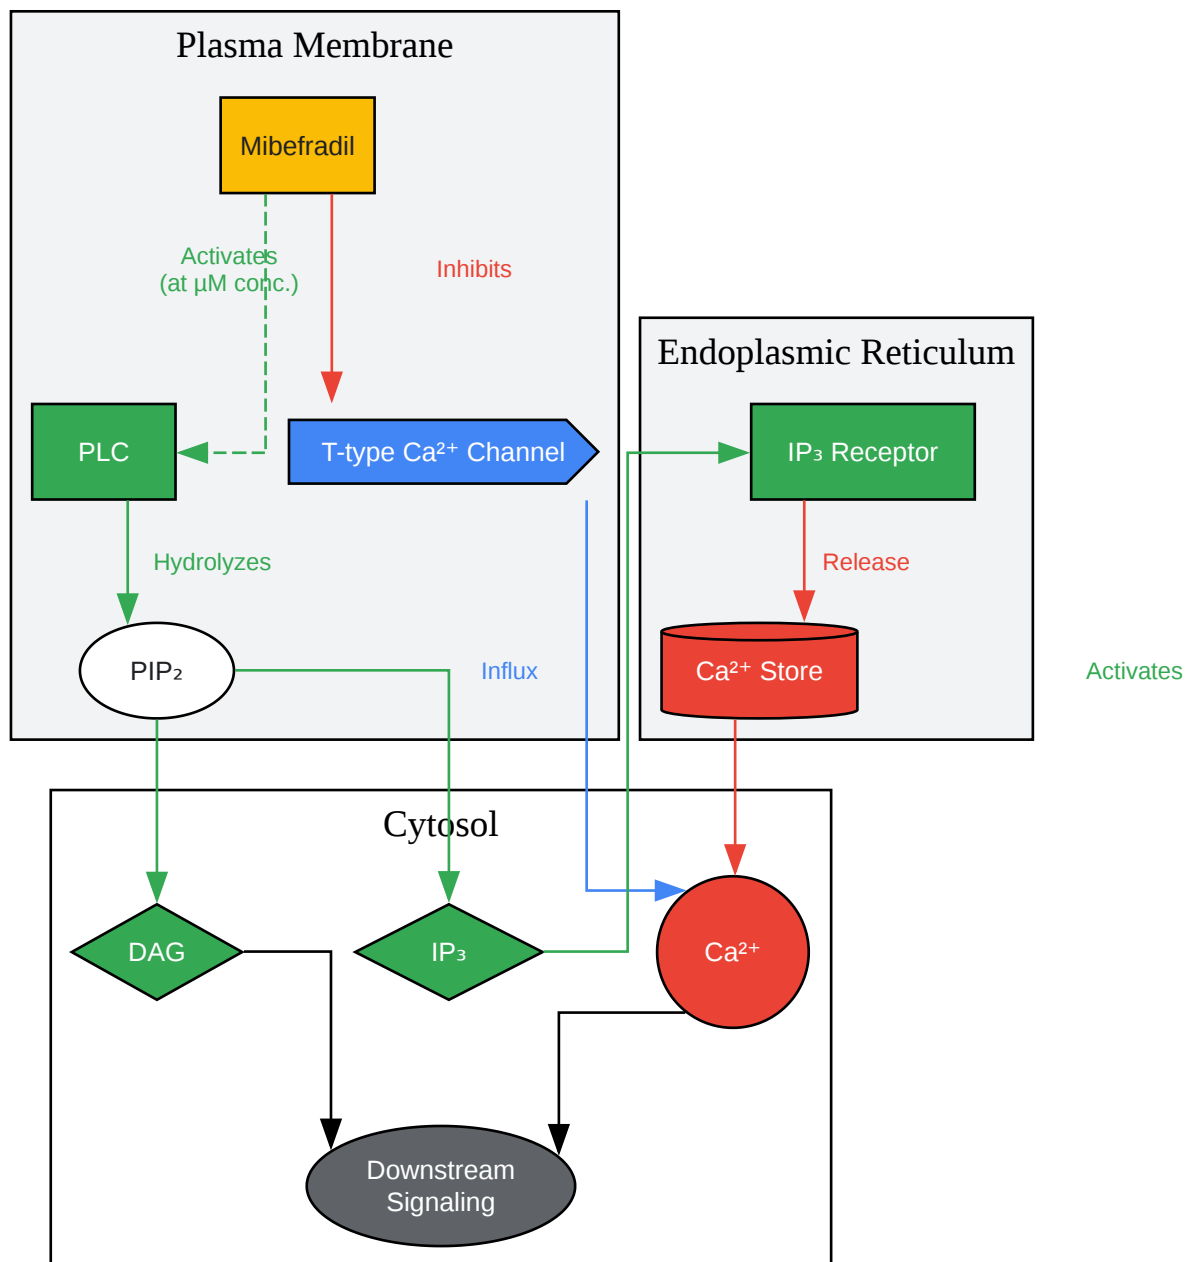 Plasma Membrane
Mibefradil
Activates
(at µM conc.)
Inhibits
Endoplasmic Reticulum
PLC
T-type Ca²⁺ Channel
IP₃ Receptor
Hydrolyzes
Release
PIP₂
Influx
Ca²⁺ Store
Activates
Cytosol
DAG
IP₃
Ca²⁺
Downstream
Signaling